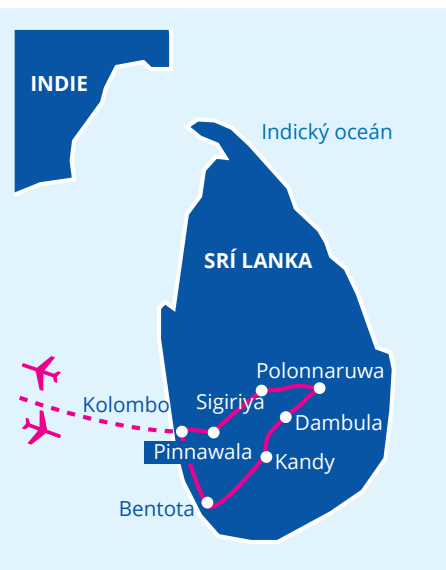 INDIE
Indický oceán
SRÍ LANKA
Polonnaruwa
Kolombo
Sigiriya
Dambula
Pinnawala
Kandy
Bentota